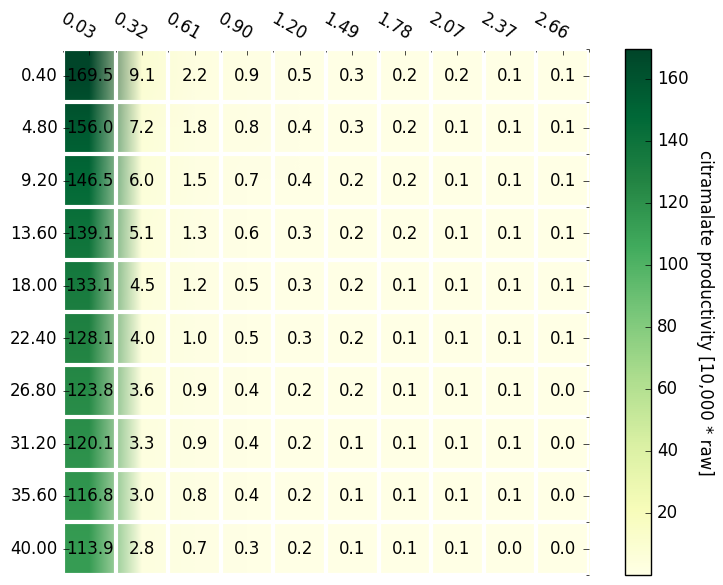 0.03 0.32 0.61 0.90 1.20 1.49 1.78 2.07 2.37 2.66
0.40 169.5 9.1 2.2 0.9 0.5 0.3 0.2 0.2 0.1 0.1
4.80 156.0 7.2 1.8 0.8 0.4 0.3 0.2 0.1 0.1 0.1
9.20 146.5 6.0 1.5 0.7 0.4 0.2 0.2 0.1 0.1 0.1
13.60 139.1 5.1 1.3 0.6 0.3 0.2 0.2 0.1 0.1 0.1
18.00 133.1 4.5 1.2 0.5 0.3 0.2 0.1 0.1 0.1 0.1
22.40 128.1 4.0 1.0 0.5 0.3 0.2 0.1 0.1 0.1 0.1
26.80 123.8 3.6 0.9 0.4 0.2 0.2 0.1 0.1 0.1 0.0
31.20 120.1 3.3 0.9 0.4 0.2 0.1 0.1 0.1 0.1 0.0
35.60 116.8 3.0 0.8 0.4 0.2 0.1 0.1 0.1 0.1 0.0
40.00 113.9 2.8 0.7 0.3 0.2 0.1 0.1 0.1 0.0 0.0
160
140
120
100
80
60
40
20
citramalate productivity [10,000 * raw]